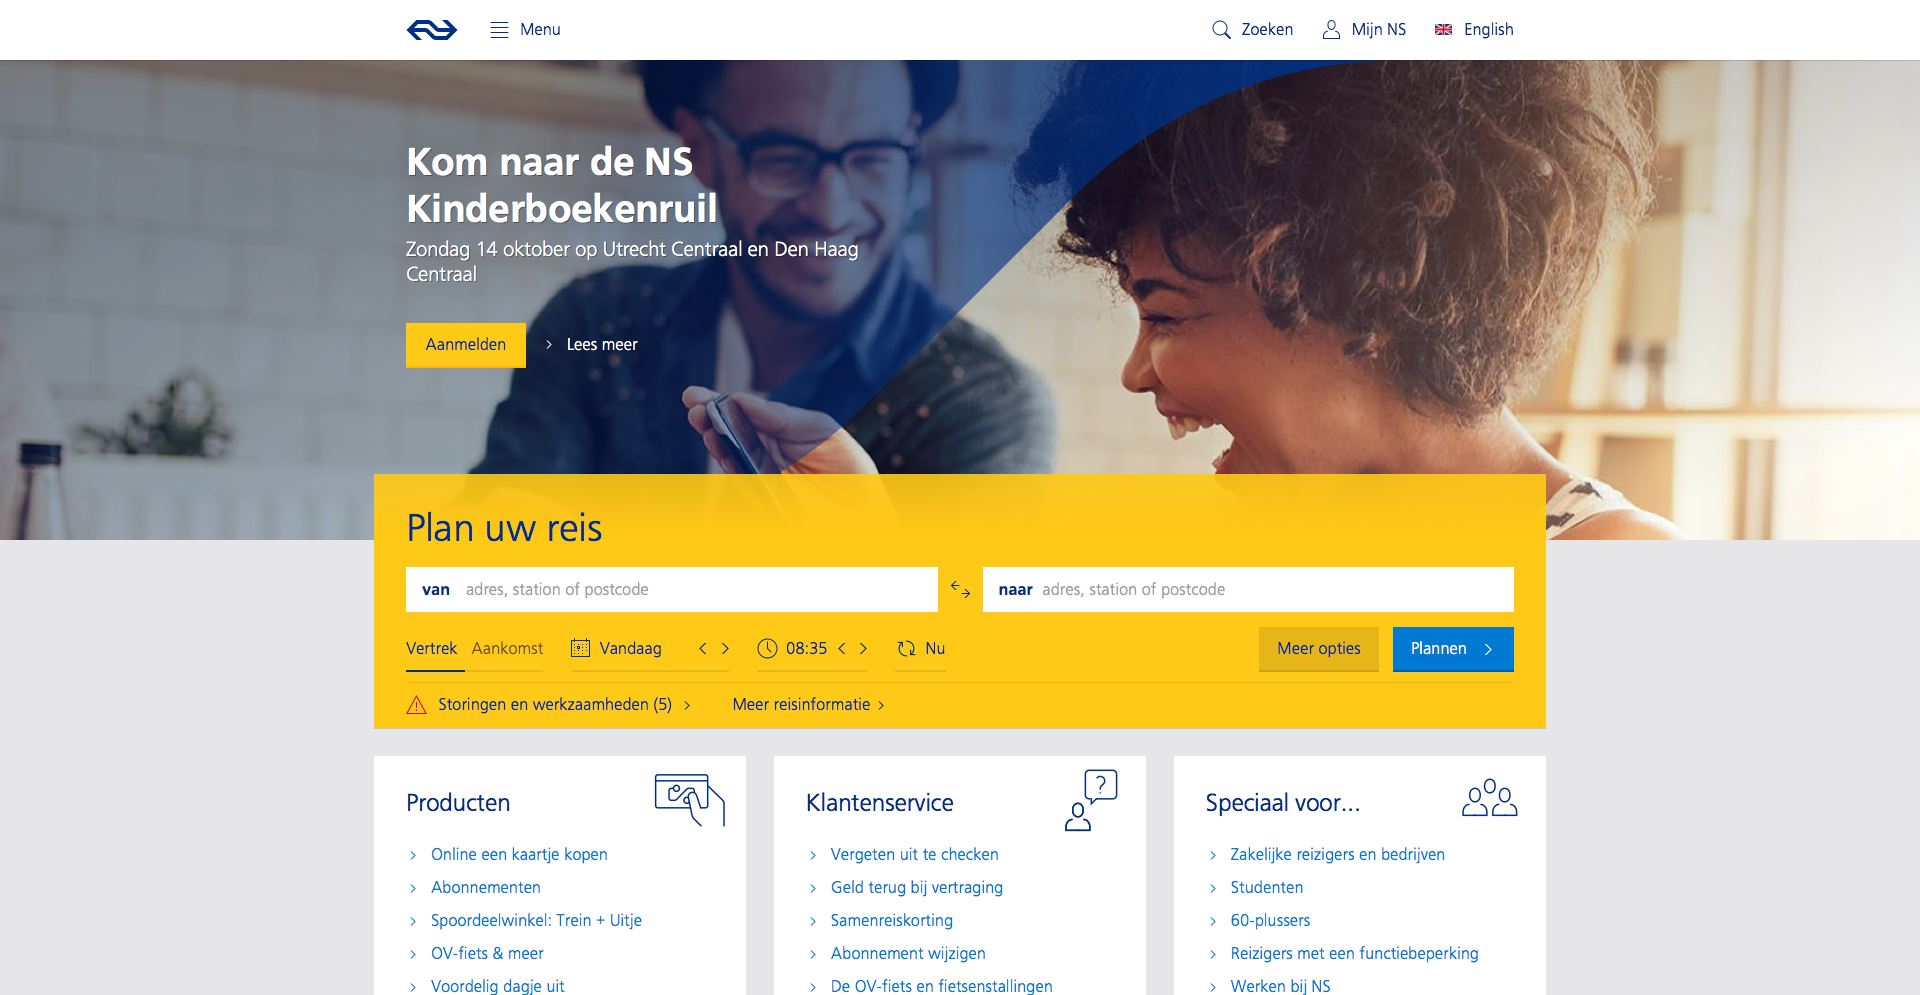 Menu
Zoeken
Mijn NS
English
Kom naar de NS
Kinderboekenruil
Zondag 14 oktober op Utrecht Centraal en Den Haag
Centraal
Aanmelden
Lees meer
Plan uw reis
van adres, station of postcode
naar adres, station of postcode
Vertrek Aankomst Vandaag 08:35 Nu
Meer opties
Plannen
Storingen en werkzaamheden (5)
Meer reisinformatie
Producten
Online een kaartje kopen
Abonnementen
Spoordeelwinkel: Trein + Uitje
OV-fiets & meer
Voordelig dagje uit
Klantenservice
?
Vergeten uit te checken
Geld terug bij vertraging
Samenreiskorting
Abonnement wijzigen
De OV-fiets en fietsenstallingen
Speciaal voor...
Zakelijke reizigers en bedrijven
Studenten
60-plussers
Reizigers met een functiebeperking
Werken bij NS